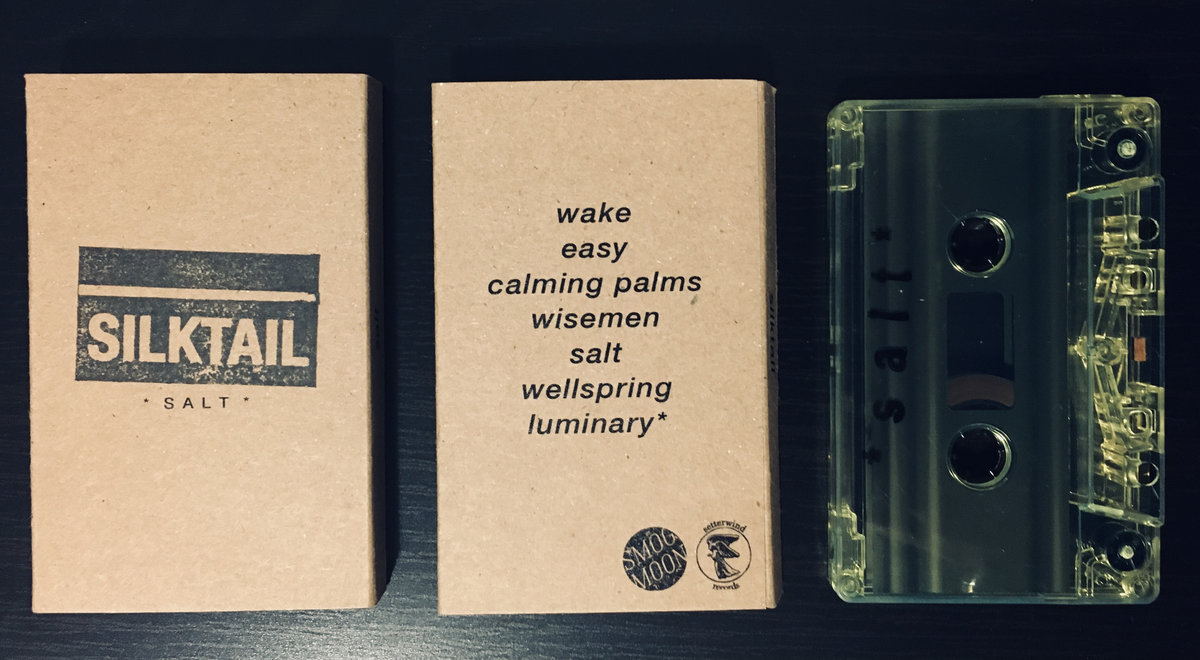 SILKTAIL
* SALT *
wake
easy
calming palms
wisemen
salt
wellspring
luminary*
SMOG
MOON
setterwind
records
silktail
*salt*